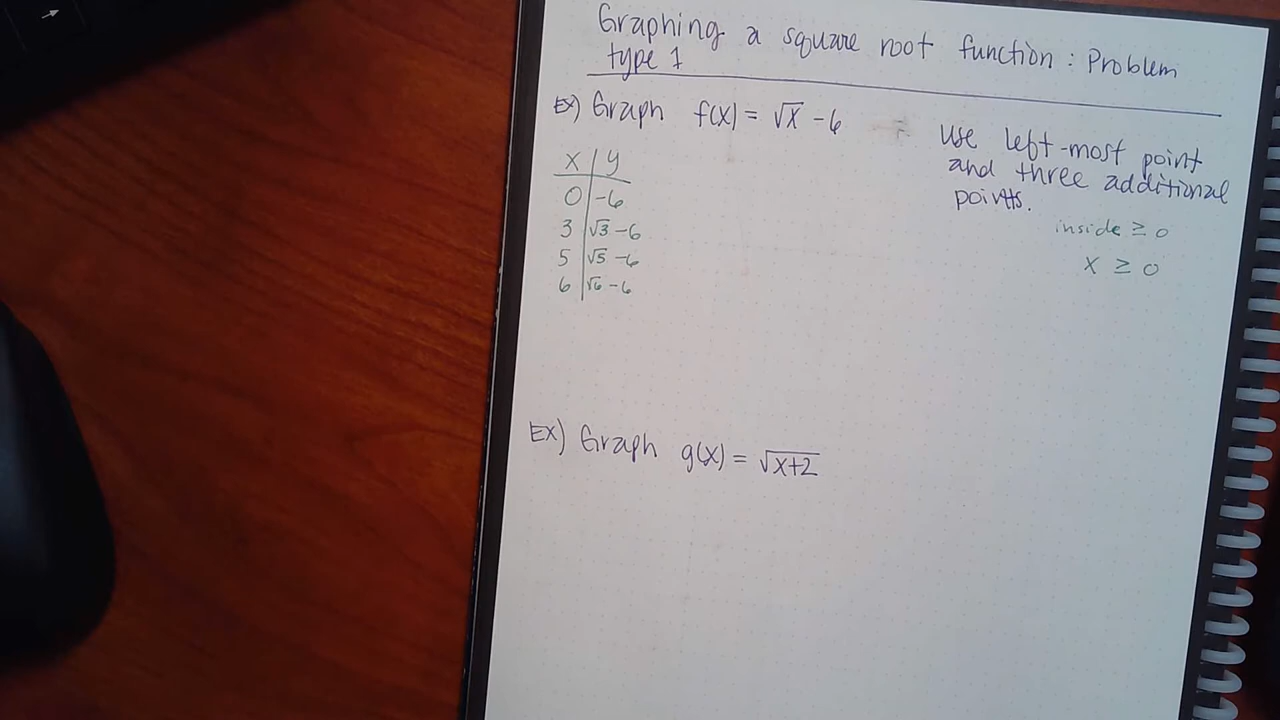 Graphing a square root function: Problem
type 1
Ex) Graph f(x) = √x - 6
use left-most point
and three additional
points.
inside ≥ 0
x ≥ 0
x | y
0 | -6
3 | √3 - 6
5 | √5 - 6
6 | √6 - 6
Ex) Graph g(x) = √x+2